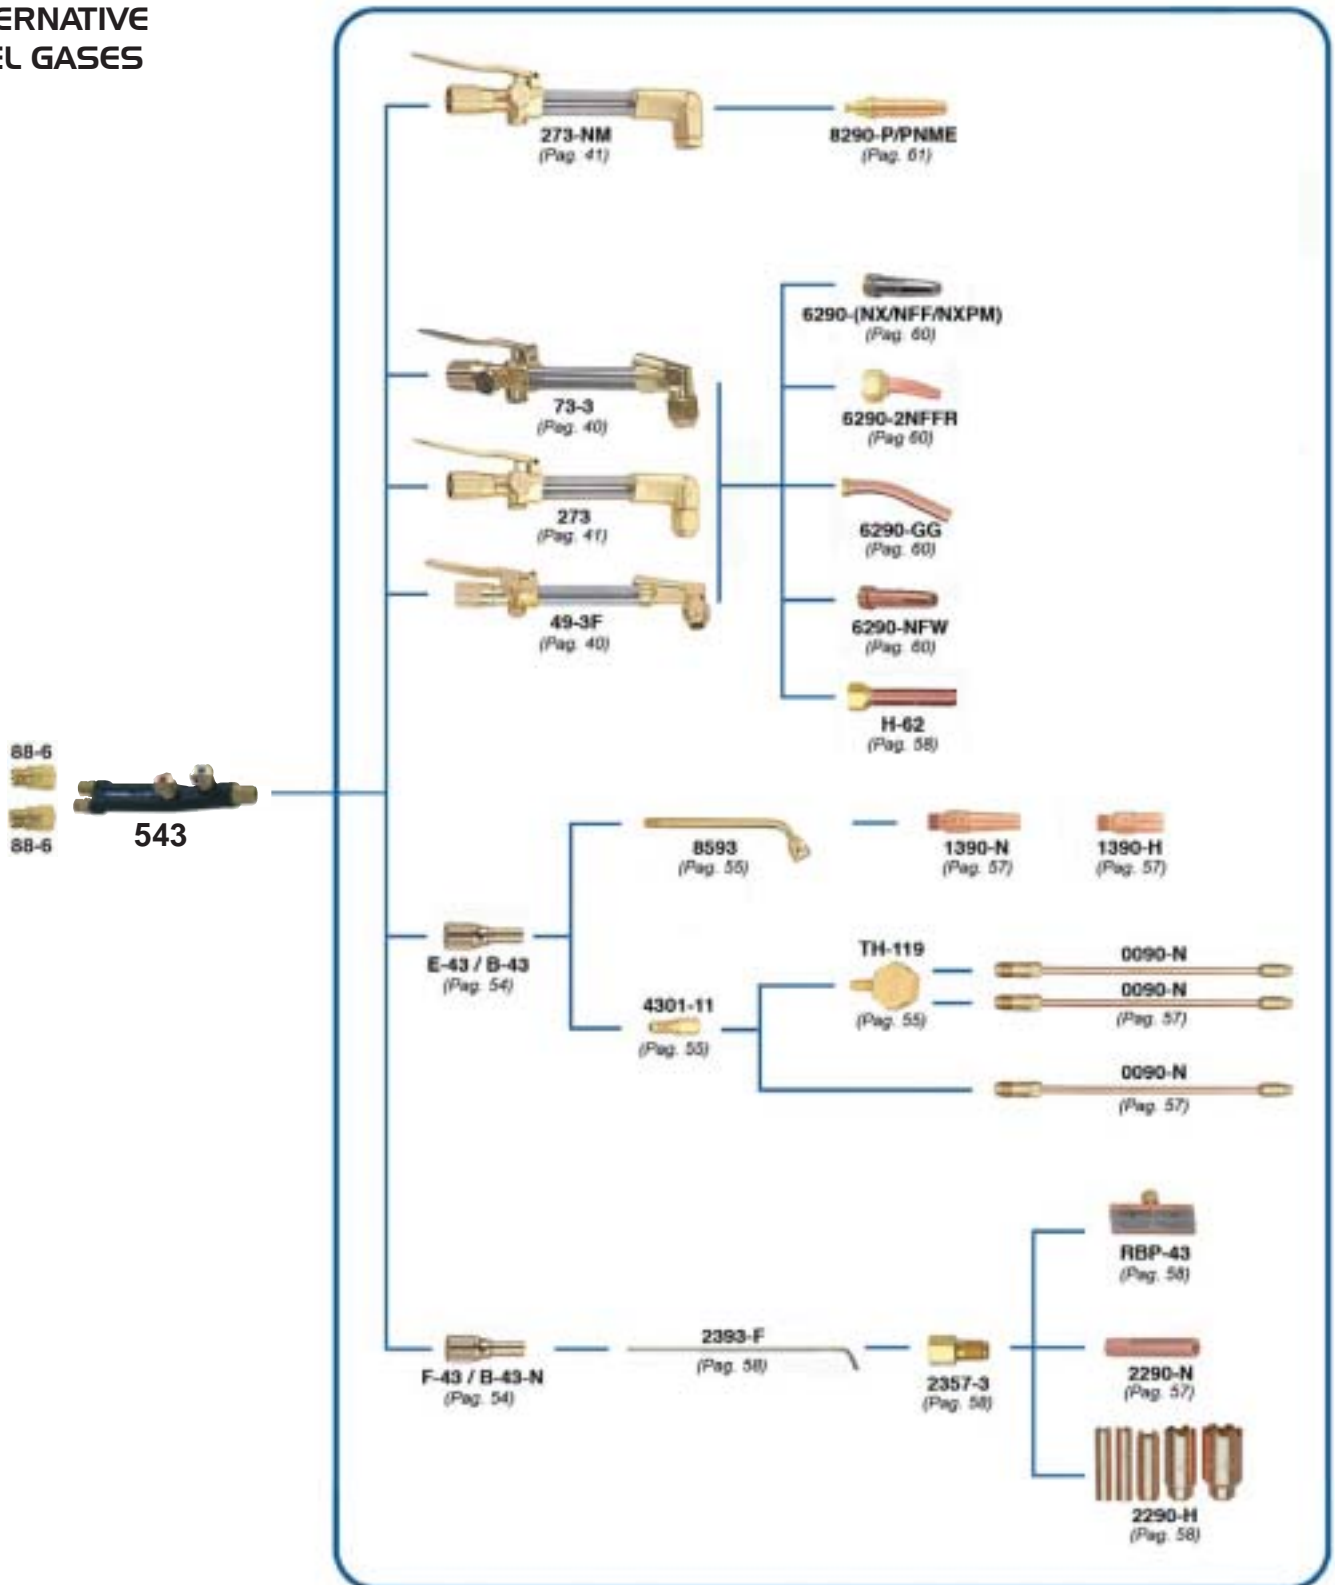 ERNATIVE
EL GASES
273-NM
(Pag. 41)
8290-P/PNME
(Pag. 61)
6290-(NX/NFF/NXPM)
(Pag. 60)
73-3
(Pag. 40)
6290-2NFFR
(Pag 60)
273
(Pag. 41)
6290-GG
(Pag. 60)
49-3F
(Pag. 40)
6290-NFW
(Pag. 60)
H-62
(Pag. 58)
88-6
88-6
543
8593
(Pag. 55)
1390-N
(Pag. 57)
1390-H
(Pag. 57)
E-43 / B-43
(Pag. 54)
4301-11
(Pag. 55)
TH-119
(Pag. 55)
0090-N
0090-N
(Pag. 57)
0090-N
(Pag. 57)
F-43 / B-43-N
(Pag. 54)
2393-F
(Pag. 58)
2357-3
(Pag. 58)
RBP-43
(Pag. 58)
2290-N
(Pag. 57)
2290-H
(Pag. 58)